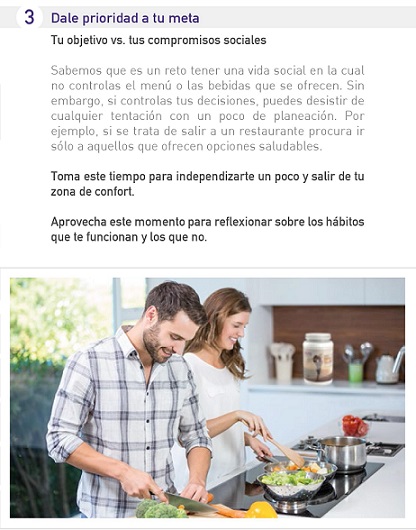 3 Dale prioridad a tu meta
Tu objetivo vs. tus compromisos sociales
Sabemos que es un reto tener una vida social en la cual
no controlas el menú o las bebidas que se ofrecen. Sin
embargo, si controlas tus decisiones, puedes desistir de
cualquier tentación con un poco de planeación. Por
ejemplo, si se trata de salir a un restaurante procura ir
sólo a aquellos que ofrecen opciones saludables.
Toma este tiempo para independizarte un poco y salir de tu
zona de confort.
Aprovecha este momento para reflexionar sobre los hábitos
que te funcionan y los que no.